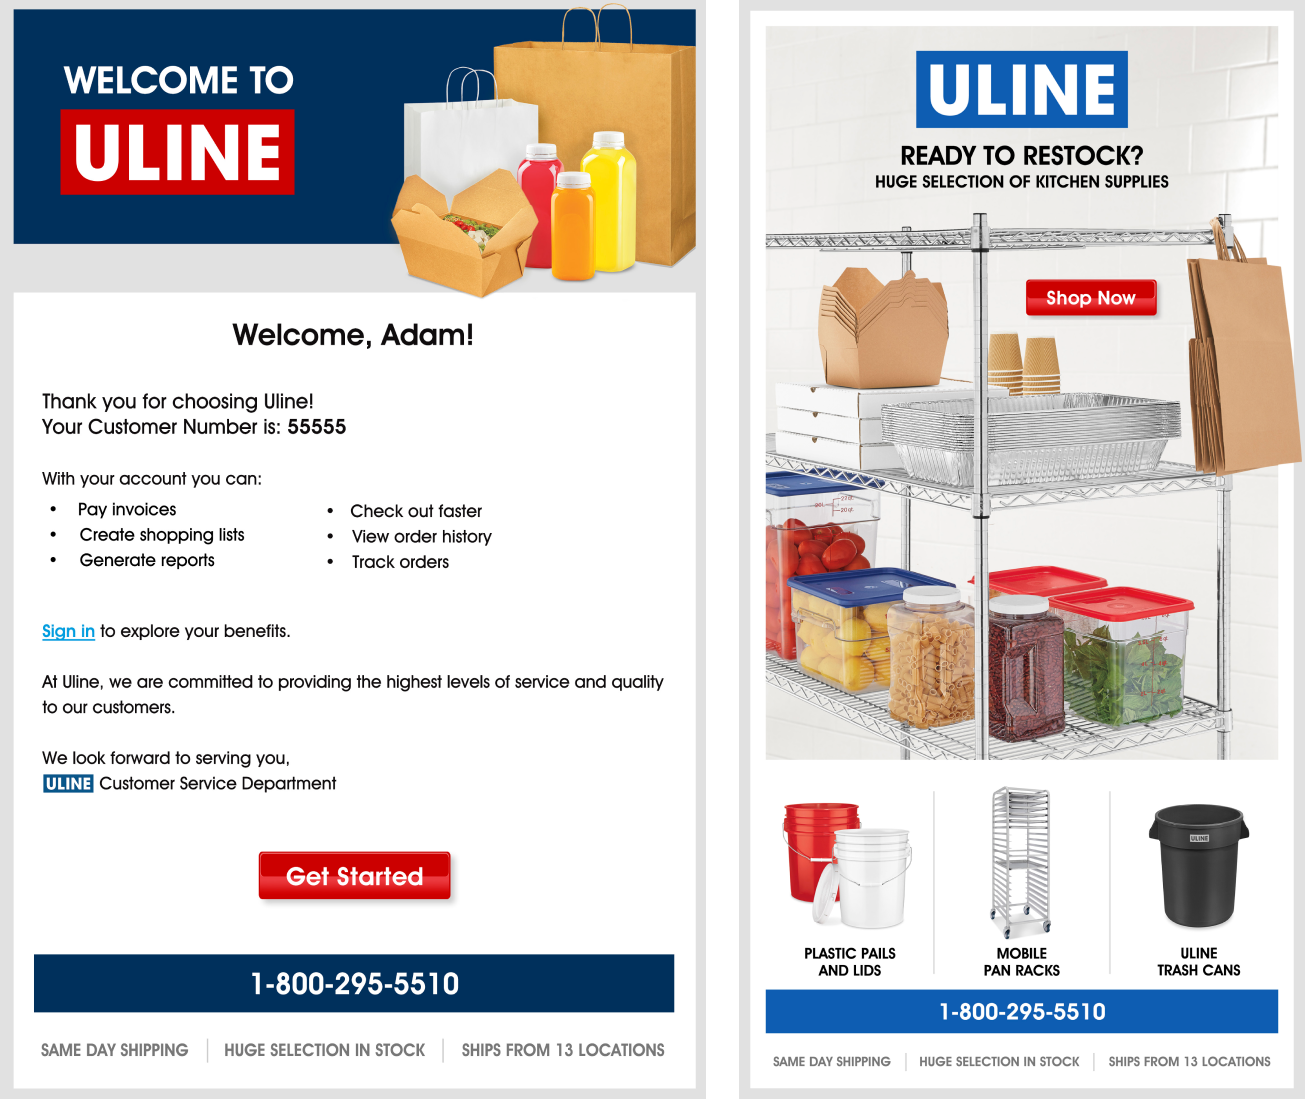 WELCOME TO
ULINE
Welcome, Adam!
Thank you for choosing Uline!
Your Customer Number is: 55555
With your account you can:
• Pay invoices
• Create shopping lists
• Generate reports
• Check out faster
• View order history
• Track orders
Sign in to explore your benefits.
At Uline, we are committed to providing the highest levels of service and quality
to our customers.
We look forward to serving you,
ULINE Customer Service Department
Get Started
1-800-295-5510
SAME DAY SHIPPING | HUGE SELECTION IN STOCK | SHIPS FROM 13 LOCATIONS
ULINE
READY TO RESTOCK?
HUGE SELECTION OF KITCHEN SUPPLIES
Shop Now
ULINE
PLASTIC PAILS
AND LIDS
MOBILE
PAN RACKS
ULINE
TRASH CANS
1-800-295-5510
SAME DAY SHIPPING | HUGE SELECTION IN STOCK | SHIPS FROM 13 LOCATIONS